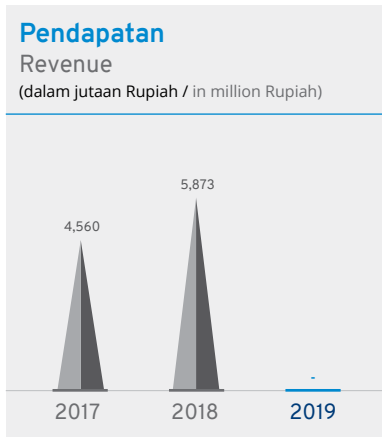 Pendapatan
Revenue
(dalam jutaan Rupiah / in million Rupiah)
5,873
4,560
-
2017 2018 2019